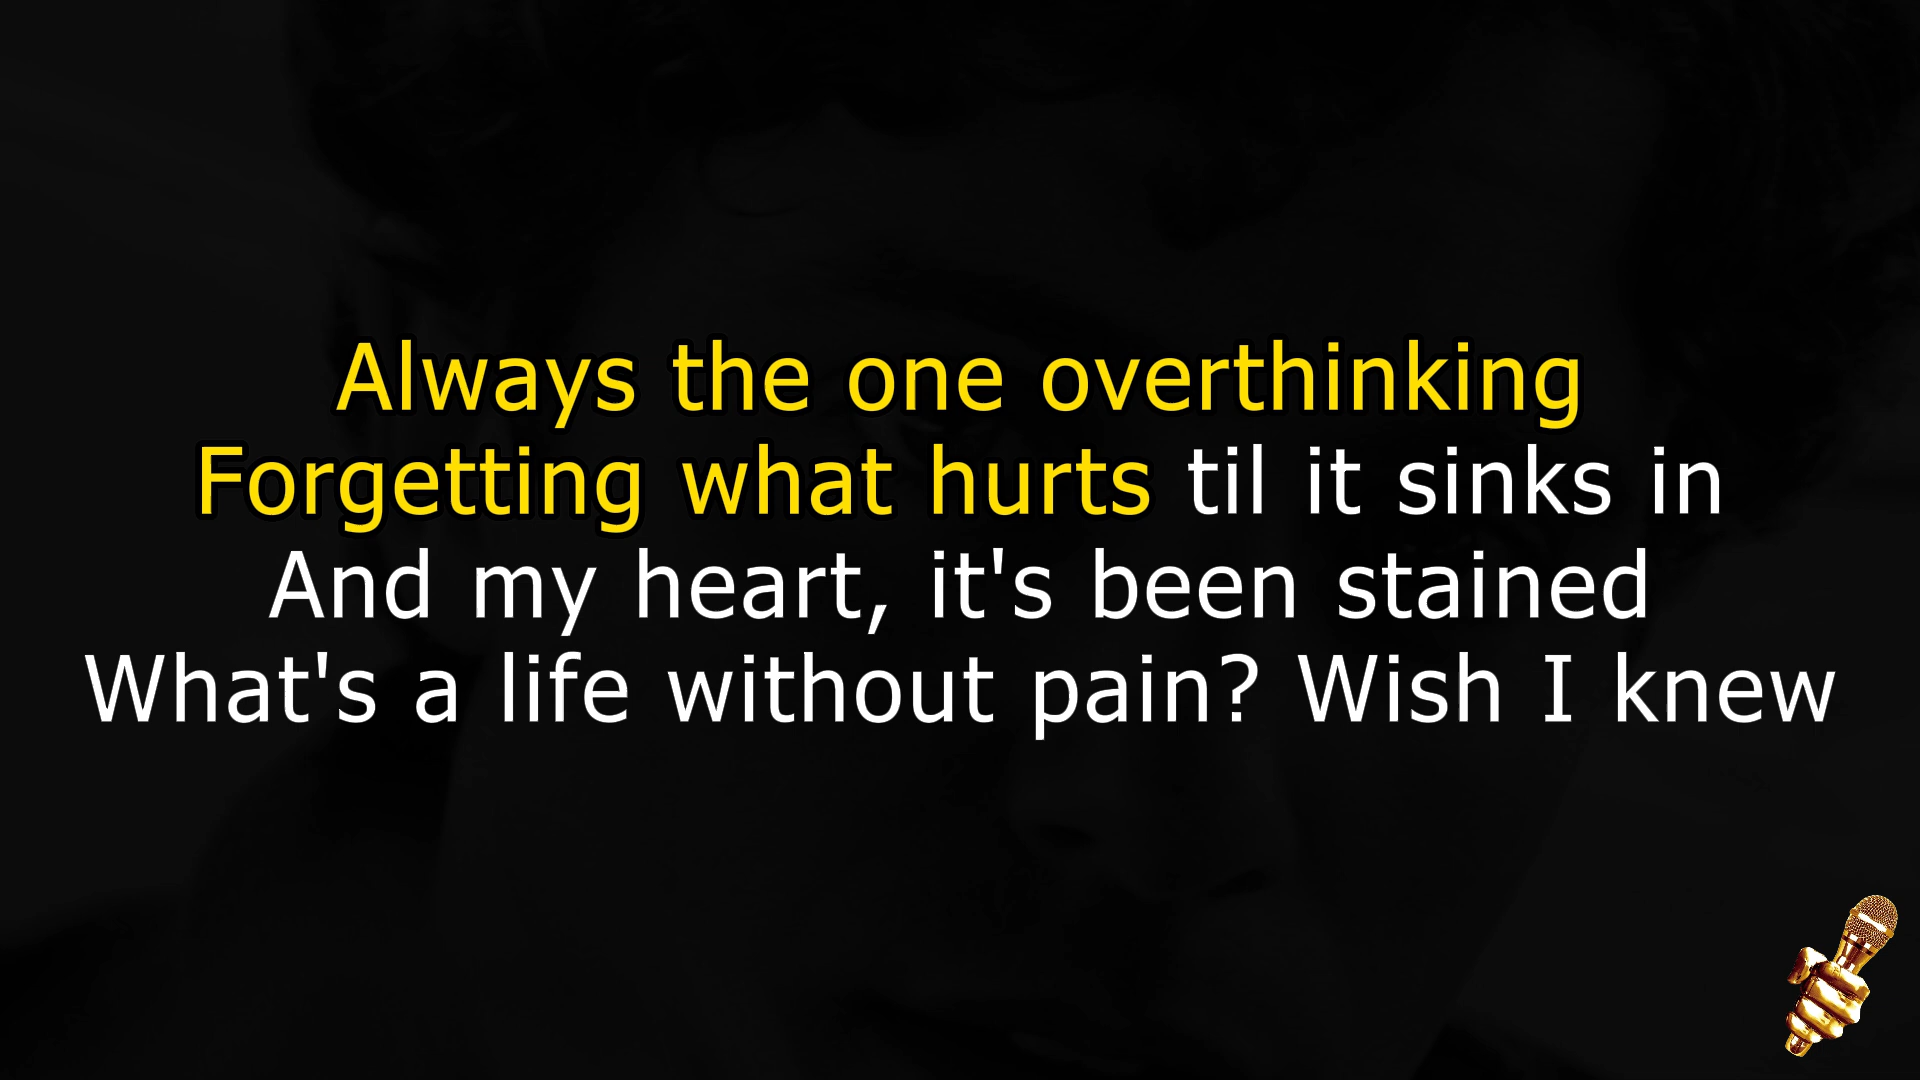 Always the one overthinking
Forgetting what hurts til it sinks in
And my heart, it's been stained
What's a life without pain? Wish I knew